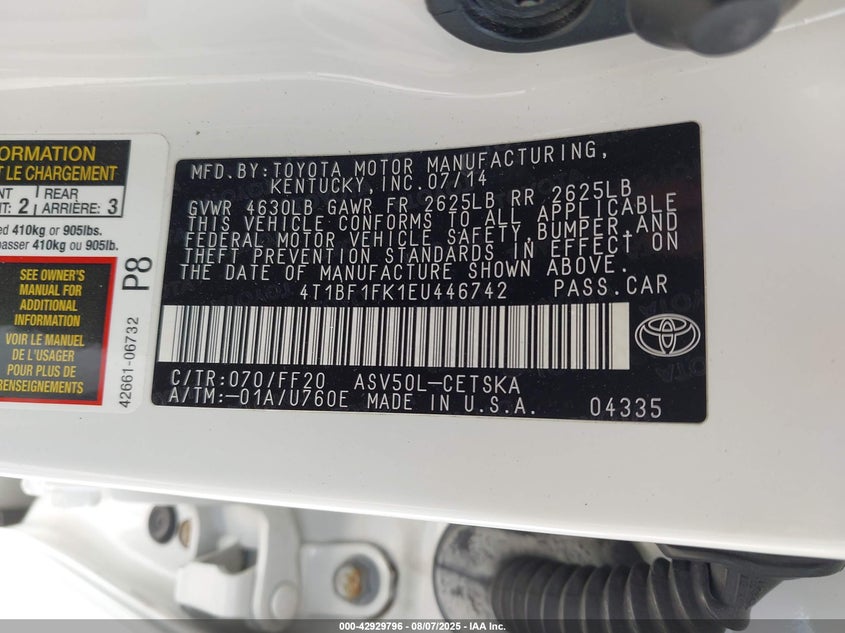 ORMATION
T LE CHARGEMENT
NT 2 REAR 3
T: ARRIÈRE:
ed 410kg or 905lbs.
passer 410kg ou 905lb.
SEE OWNER'S
MANUAL FOR
ADDITIONAL
INFORMATION
VOIR LE MANUEL
DE L'USAGER
POUR PLUS DE
RENSEIGNEMENTS
P8
42661-06732
MFD.BY:TOYOTA MOTOR MANUFACTURING,
KENTUCKY,INC.07/14
GVWR 4630LB GAWR FR 2625LB RR 2625LB
THIS VEHICLE CONFORMS TO ALL APPLICABLE
FEDERAL MOTOR VEHICLE SAFETY,BUMPER,AND
THEFT PREVENTION STANDARDS IN EFFECT ON
THE DATE OF MANUFACTURE SHOWN ABOVE.
4T1BF1FK1EU446742 PASS.CAR
C/TR:070/FF20 ASV50L-CETSKA
A/TM:-01A/U760E MADE IN U.S.A. 04335
000-42929796 - 08/07/2025 - IAA Inc.